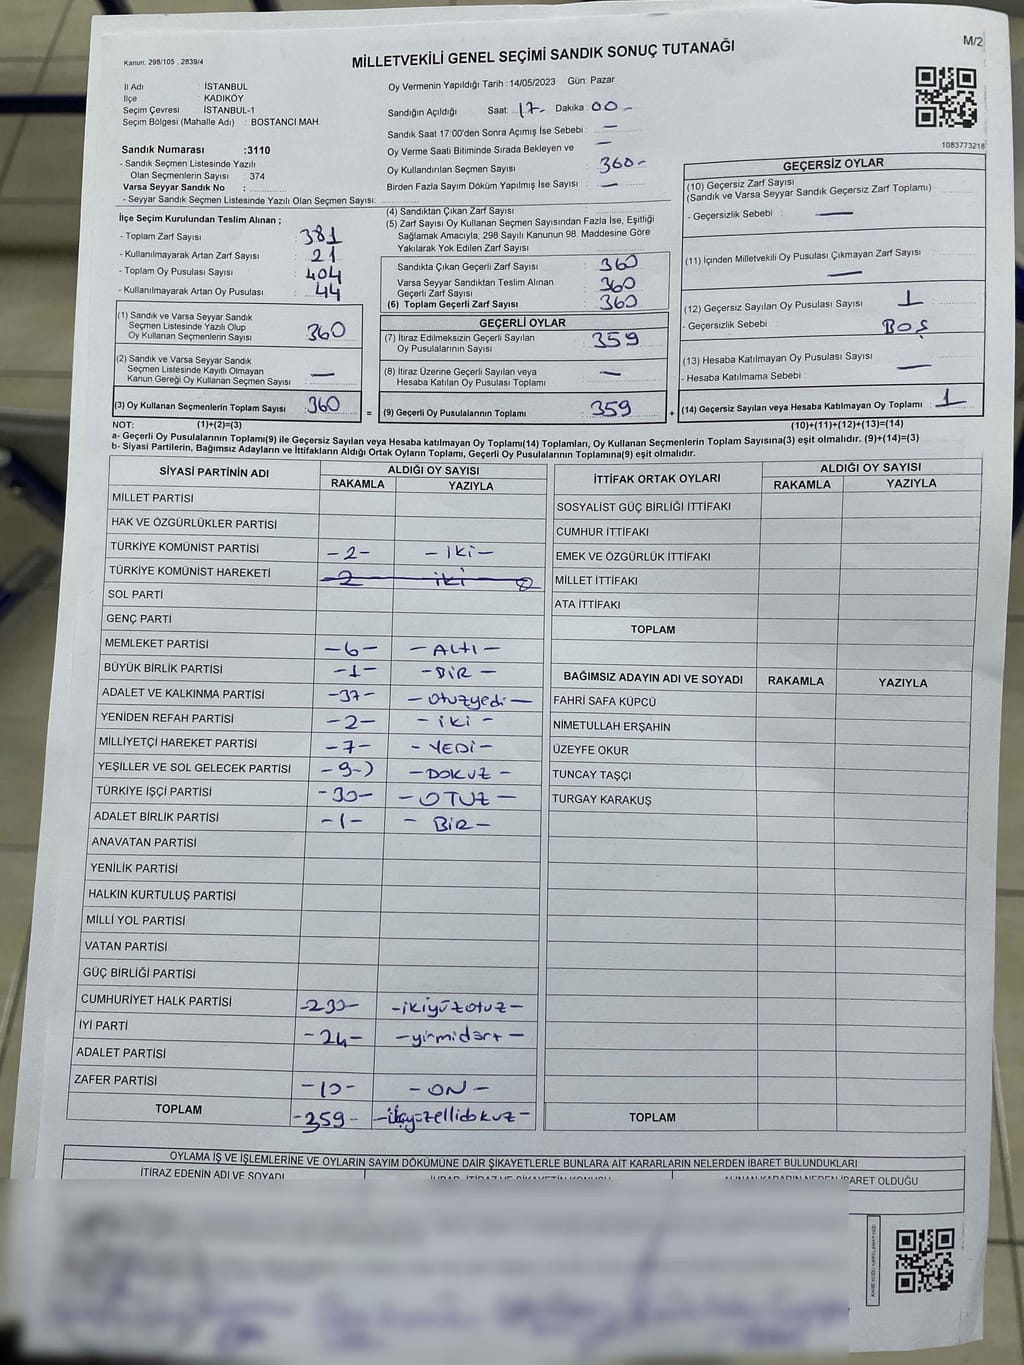 Kanun: 298/105 , 2839/4
MİLLETVEKİLİ GENEL SEÇİMİ SANDIK SONUÇ TUTANAĞI
M/2
İl Adı : İSTANBUL
İlçe : KADIKÖY
Seçim Çevresi : İSTANBUL-1
Seçim Bölgesi (Mahalle Adı) : BOSTANCI MAH.
Sandık Numarası :3110
- Sandık Seçmen Listesinde Yazılı
Olan Seçmenlerin Sayısı : 374
Varsa Seyyar Sandık No :
- Seyyar Sandık Seçmen Listesinde Yazılı Olan Seçmen Sayısı:
Oy Vermenin Yapıldığı Tarih : 14/05/2023 Gün: Pazar
Sandığın Açıldığı Saat: 17- Dakika 00 -
Sandık Saat 17:00'den Sonra Açımış İse Sebebi : —
Oy Verme Saati Bitiminde Sırada Bekleyen ve —
Oy Kullandırılan Seçmen Sayısı : 360-
Birden Fazla Sayım Döküm Yapılmış İse Sayısı : —
1083773218
İlçe Seçim Kurulundan Teslim Alınan ;
- Toplam Zarf Sayısı : 381
- Kullanılmayarak Artan Zarf Sayısı : 21
- Toplam Oy Pusulası Sayısı : 404
- Kullanılmayarak Artan Oy Pusulası : 44
(4) Sandıktan Çıkan Zarf Sayısı :
(5) Zarf Sayısı Oy Kullanan Seçmen Sayısından Fazla İse, Eşitliği
Sağlamak Amacıyla, 298 Sayılı Kanunun 98. Maddesine Göre
Yakılarak Yok Edilen Zarf Sayısı :
Sandıkta Çıkan Geçerli Zarf Sayısı : 360
Varsa Seyyar Sandıktan Teslim Alınan
Geçerli Zarf Sayısı : 360
(6) Toplam Geçerli Zarf Sayısı : 360
GEÇERSİZ OYLAR
(10) Geçersiz Zarf Sayısı
(Sandık ve Varsa Seyyar Sandık Geçersiz Zarf Toplamı) :
- Geçersizlik Sebebi : —
(11) İçinden Milletvekili Oy Pusulası Çıkmayan Zarf Sayısı : —
(12) Geçersiz Sayılan Oy Pusulası Sayısı : 1
- Geçersizlik Sebebi : BOŞ
(13) Hesaba Katılmayan Oy Pusulası Sayısı : —
- Hesaba Katılmama Sebebi :
(1) Sandık ve Varsa Seyyar Sandık
Seçmen Listesinde Yazılı Olup
Oy Kullanan Seçmenlerin Sayısı : 360
(2) Sandık ve Varsa Seyyar Sandık
Seçmen Listesinde Kayıtlı Olmayan
Kanun Gereği Oy Kullanan Seçmen Sayısı : —
(3) Oy Kullanan Seçmenlerin Toplam Sayısı : 360
GEÇERLİ OYLAR
(7) İtiraz Edilmeksizin Geçerli Sayılan
Oy Pusulalarının Sayısı : 359
(8) İtiraz Üzerine Geçerli Sayılan veya
Hesaba Katılan Oy Pusulası Toplamı : —
= (9) Geçerli Oy Pusulalarının Toplamı : 359
+ (14) Geçersiz Sayılan veya Hesaba Katılmayan Oy Toplamı : 1
NOT: (1)+(2)=(3)
(10)+(11)+(12)+(13)=(14)
a- Geçerli Oy Pusulalarının Toplamı(9) ile Geçersiz Sayılan veya Hesaba katılmayan Oy Toplamı(14) Toplamları, Oy Kullanan Seçmenlerin Toplam Sayısına(3) eşit olmalıdır. (9)+(14)=(3)
b- Siyasi Partilerin, Bağımsız Adayların ve İttifakların Aldığı Ortak Oyların Toplamı, Geçerli Oy Pusulalarının Toplamına(9) eşit olmalıdır.
SİYASİ PARTİNİN ADI ALDIĞI OY SAYISI
RAKAMLA YAZIYLA
MİLLET PARTİSİ
HAK VE ÖZGÜRLÜKLER PARTİSİ
TÜRKİYE KOMÜNİST PARTİSİ -2- -İki-
TÜRKİYE KOMÜNİST HAREKETİ 2 iki
SOL PARTİ
GENÇ PARTİ
MEMLEKET PARTİSİ -6- -ALTI-
BÜYÜK BİRLİK PARTİSİ -1- -BİR-
ADALET VE KALKINMA PARTİSİ -37- -otuzyedi-
YENİDEN REFAH PARTİSİ -2- -iki-
MİLLİYETÇİ HAREKET PARTİSİ -7- -YEDİ-
YEŞİLLER VE SOL GELECEK PARTİSİ -9-) -DOKUZ-
TÜRKİYE İŞÇİ PARTİSİ -30- -OTUZ-
ADALET BİRLİK PARTİSİ -1- -BİR-
ANAVATAN PARTİSİ
YENİLİK PARTİSİ
HALKIN KURTULUŞ PARTİSİ
MİLLİ YOL PARTİSİ
VATAN PARTİSİ
GÜÇ BİRLİĞİ PARTİSİ
CUMHURİYET HALK PARTİSİ -230- -ikiyüzotuz-
İYİ PARTİ -24- -yirmidört-
ADALET PARTİSİ
ZAFER PARTİSİ -10- -ON-
TOPLAM -359- -üçyüzellidokuz-
İTTİFAK ORTAK OYLARI ALDIĞI OY SAYISI
RAKAMLA YAZIYLA
SOSYALİST GÜÇ BİRLİĞİ İTTİFAKI
CUMHUR İTTİFAKI
EMEK VE ÖZGÜRLÜK İTTİFAKI
MİLLET İTTİFAKI
ATA İTTİFAKI
TOPLAM
BAĞIMSIZ ADAYIN ADI VE SOYADI RAKAMLA YAZIYLA
FAHRİ SAFA KÜPCÜ
NİMETULLAH ERŞAHİN
ÜZEYFE OKUR
TUNCAY TAŞÇI
TURGAY KARAKUŞ
TOPLAM
OYLAMA İŞ VE İŞLEMLERİNE VE OYLARIN SAYIM DÖKÜMÜNE DAİR ŞİKAYETLERLE BUNLARA AİT KARARLARIN NELERDEN İBARET BULUNDUKLARI
İTİRAZ EDENİN ADI VE SOYADI
İBARET OLDUĞU